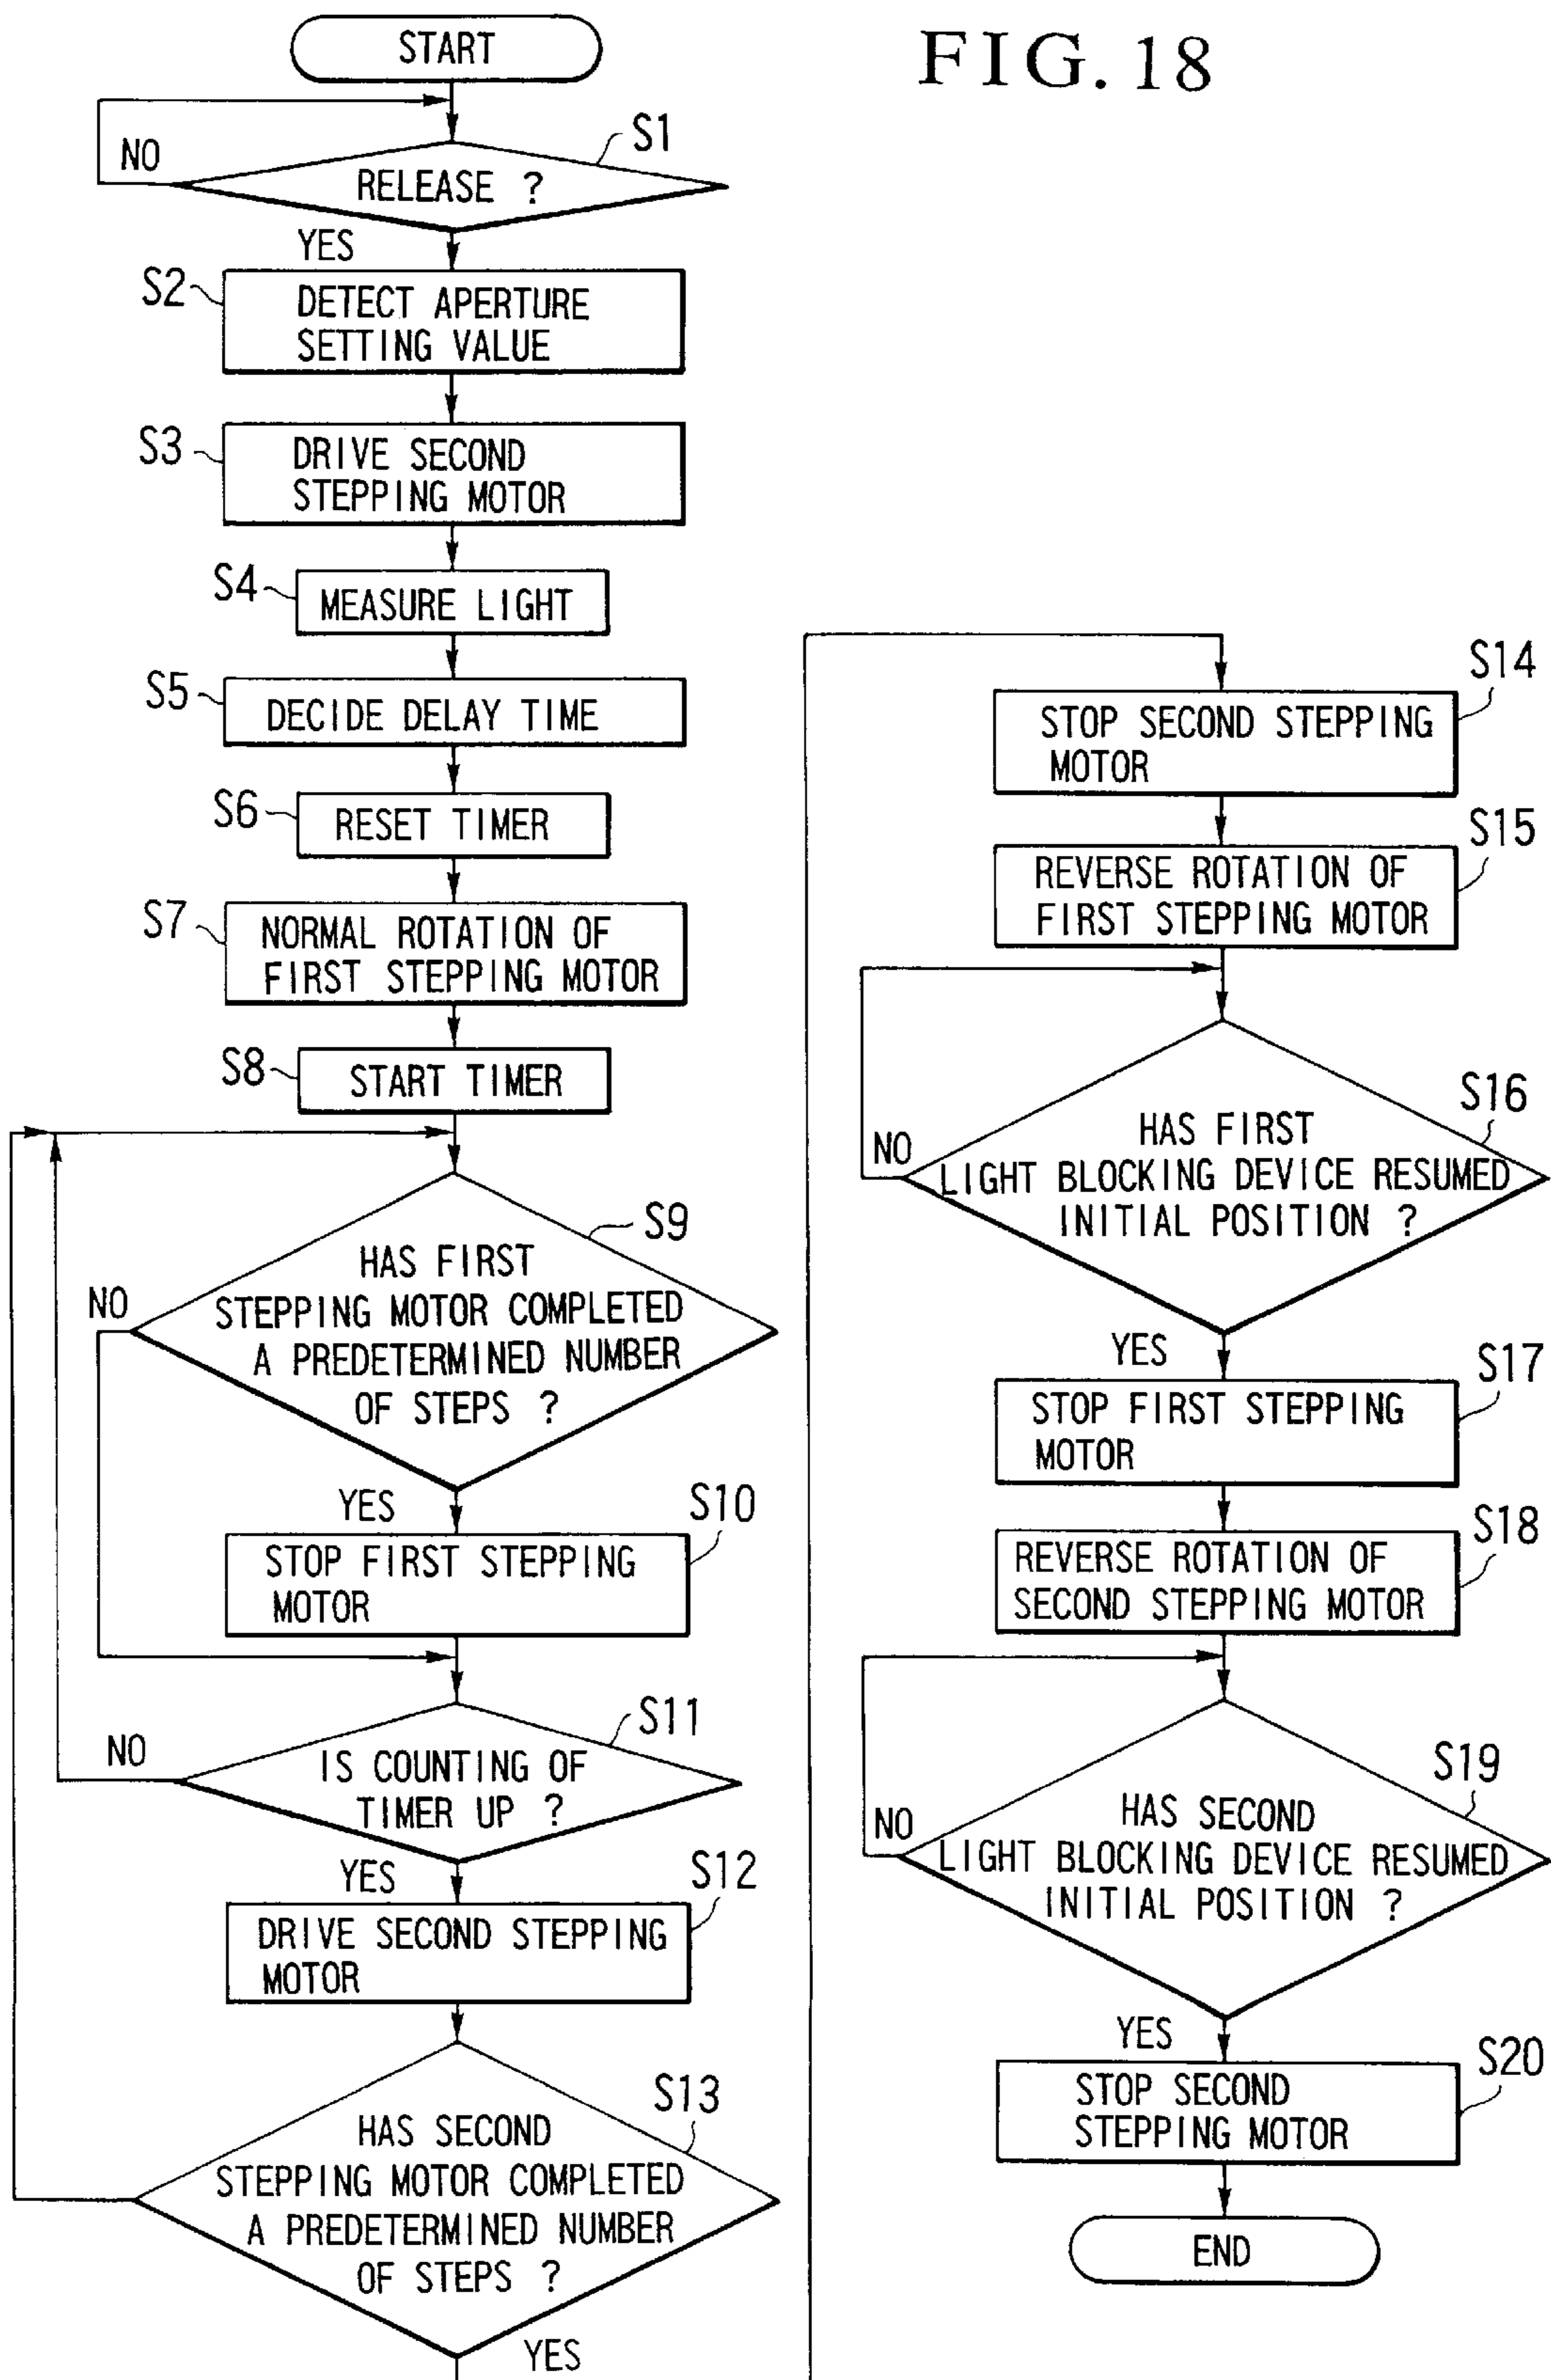 FIG. 18
START
S1
NO
RELEASE ?
YES
S2
DETECT APERTURE
SETTING VALUE
S3
DRIVE SECOND
STEPPING MOTOR
S4
MEASURE LIGHT
S5
DECIDE DELAY TIME
S6
RESET TIMER
S7
NORMAL ROTATION OF
FIRST STEPPING MOTOR
S8
START TIMER
S9
NO
HAS FIRST
STEPPING MOTOR COMPLETED
A PREDETERMINED NUMBER
OF STEPS ?
YES
S10
STOP FIRST STEPPING
MOTOR
S11
NO
IS COUNTING OF
TIMER UP ?
YES
S12
DRIVE SECOND STEPPING
MOTOR
S13
HAS SECOND
STEPPING MOTOR COMPLETED
A PREDETERMINED NUMBER
OF STEPS ?
YES
S14
STOP SECOND STEPPING
MOTOR
S15
REVERSE ROTATION OF
FIRST STEPPING MOTOR
S16
NO
HAS FIRST
LIGHT BLOCKING DEVICE RESUMED
INITIAL POSITION ?
YES
S17
STOP FIRST STEPPING
MOTOR
S18
REVERSE ROTATION OF
SECOND STEPPING MOTOR
S19
NO
HAS SECOND
LIGHT BLOCKING DEVICE RESUMED
INITIAL POSITION ?
YES
S20
STOP SECOND
STEPPING MOTOR
END